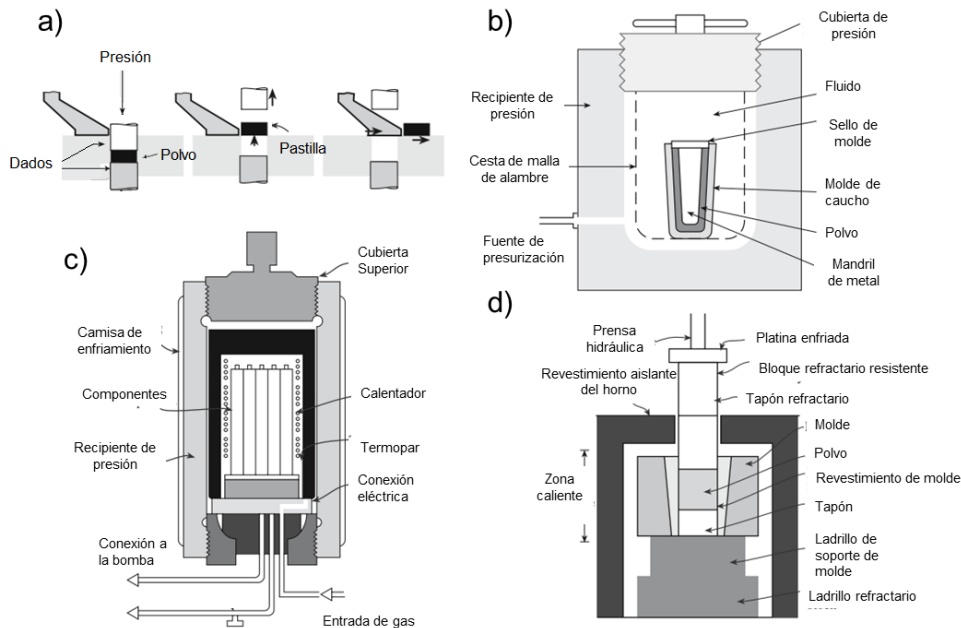 a)
Presión
Dados
Polvo
Pastilla
b)
Cubierta de
presión
Recipiente de
presión
Fluido
Sello de
molde
Cesta de malla
de alambre
Molde de
caucho
Polvo
Fuente de
presurización
Mandril
de metal
c)
Cubierta
Superior
Camisa de
enfriamiento
Componentes
Calentador
Recipiente de
presión
Termopar
Conexión
eléctrica
Conexión a
la bomba
Entrada de gas
d)
Prensa
hidráulica
Platina enfriada
Revestimiento aislante
del horno
Bloque refractario resistente
Tapón refractario
Molde
Polvo
Zona
caliente
Revestimiento de molde
Tapón
Ladrillo de
soporte de
molde
Ladrillo refractario